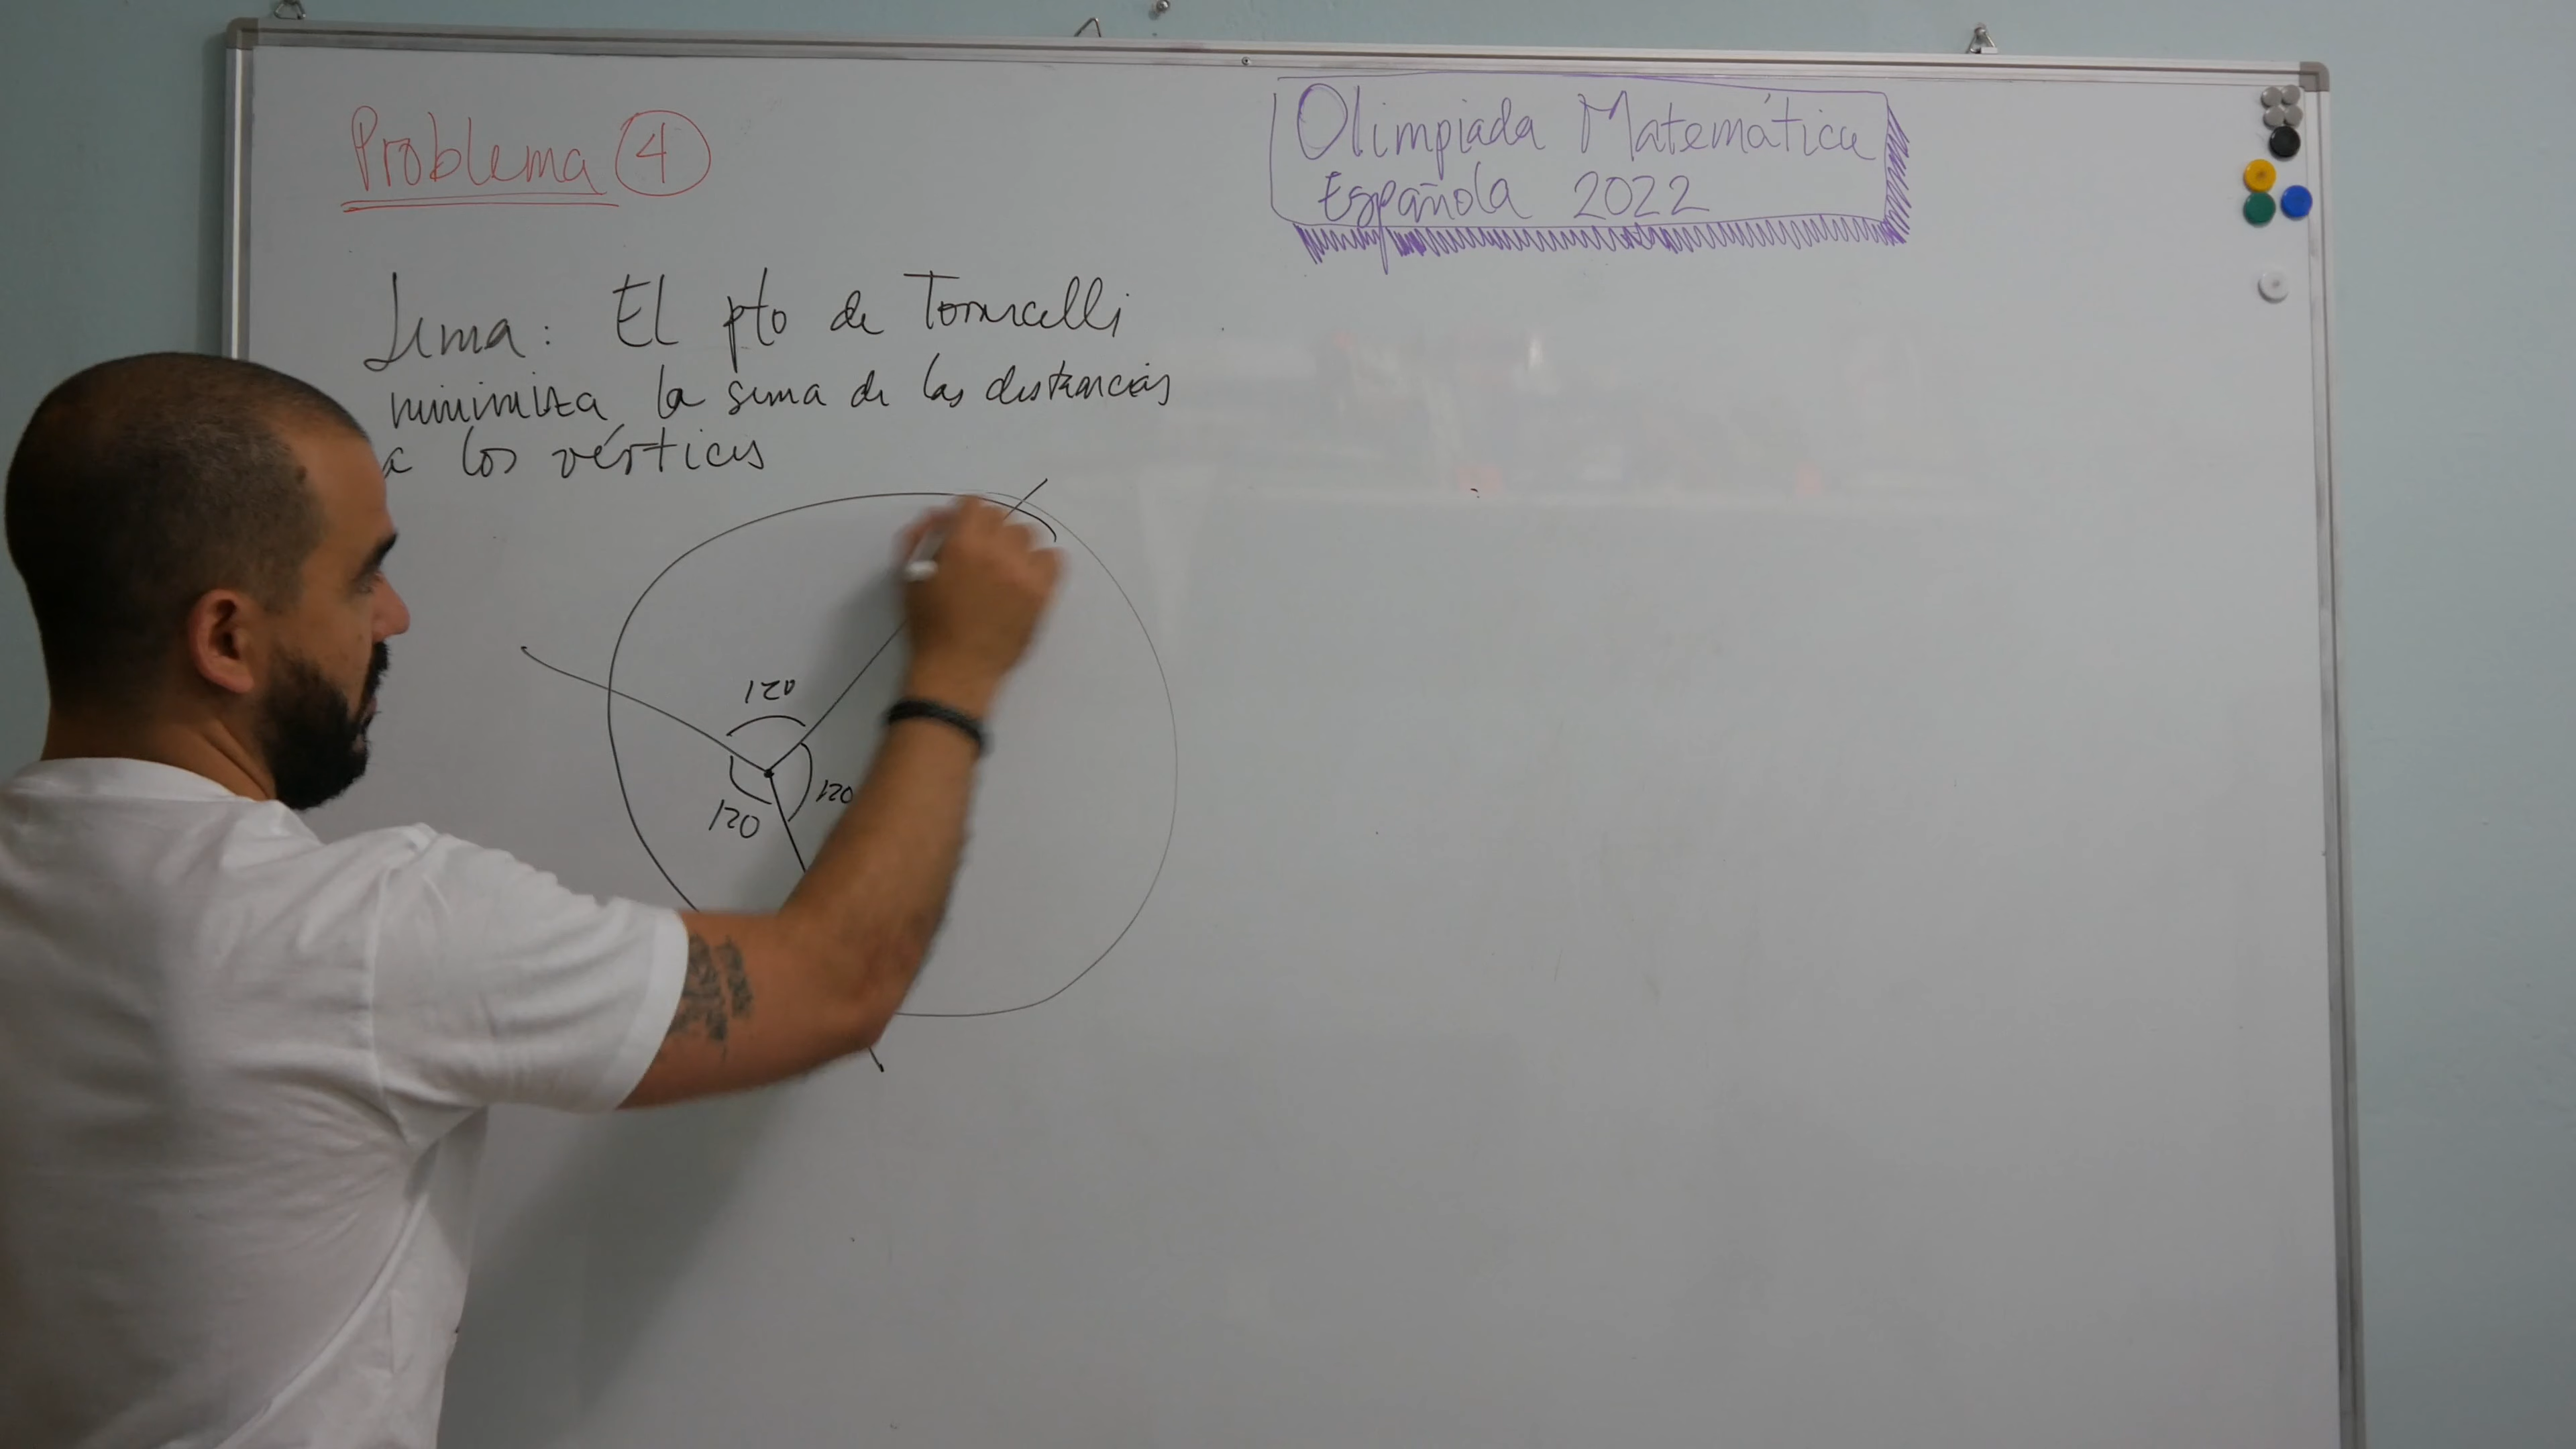 Problema 4
Olimpiada Matemática
Española 2022
Lema: El pto de Torricelli
minimiza la suma de las distancias
a los vértices
120
120
120